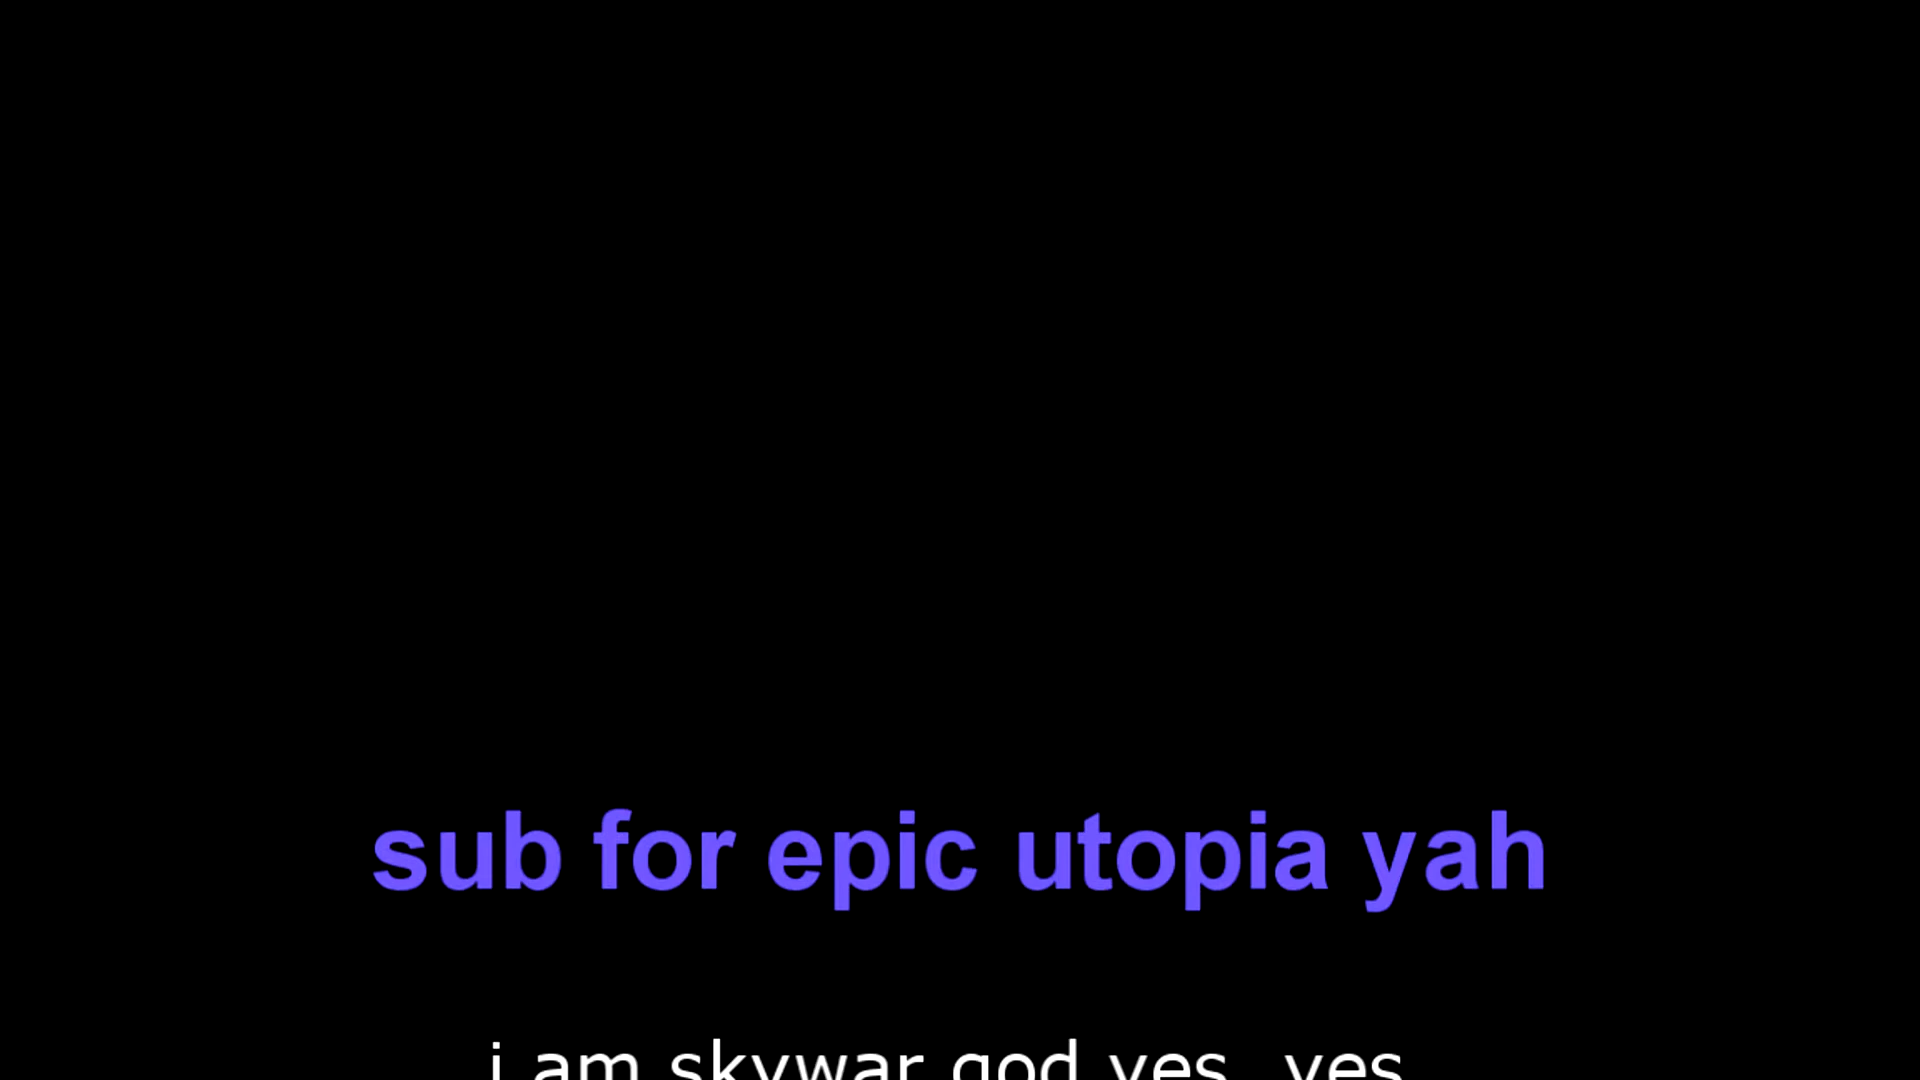 sub for epic utopia yah
i am skywar god yes  yes